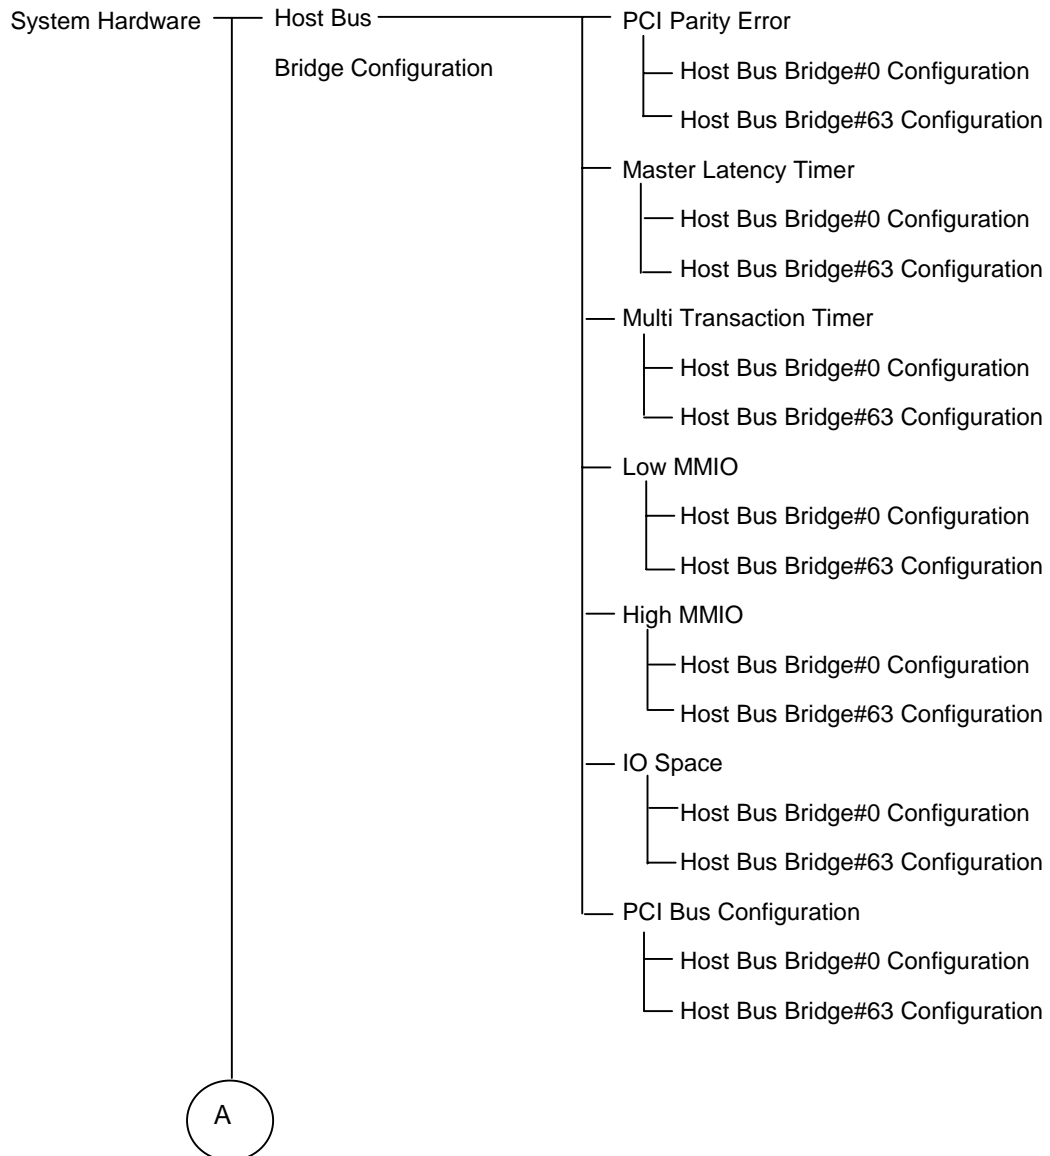 System Hardware
Host Bus
Bridge Configuration
PCI Parity Error
Host Bus Bridge#0 Configuration
Host Bus Bridge#63 Configuration
Master Latency Timer
Host Bus Bridge#0 Configuration
Host Bus Bridge#63 Configuration
Multi Transaction Timer
Host Bus Bridge#0 Configuration
Host Bus Bridge#63 Configuration
Low MMIO
Host Bus Bridge#0 Configuration
Host Bus Bridge#63 Configuration
High MMIO
Host Bus Bridge#0 Configuration
Host Bus Bridge#63 Configuration
IO Space
Host Bus Bridge#0 Configuration
Host Bus Bridge#63 Configuration
PCI Bus Configuration
Host Bus Bridge#0 Configuration
Host Bus Bridge#63 Configuration
A